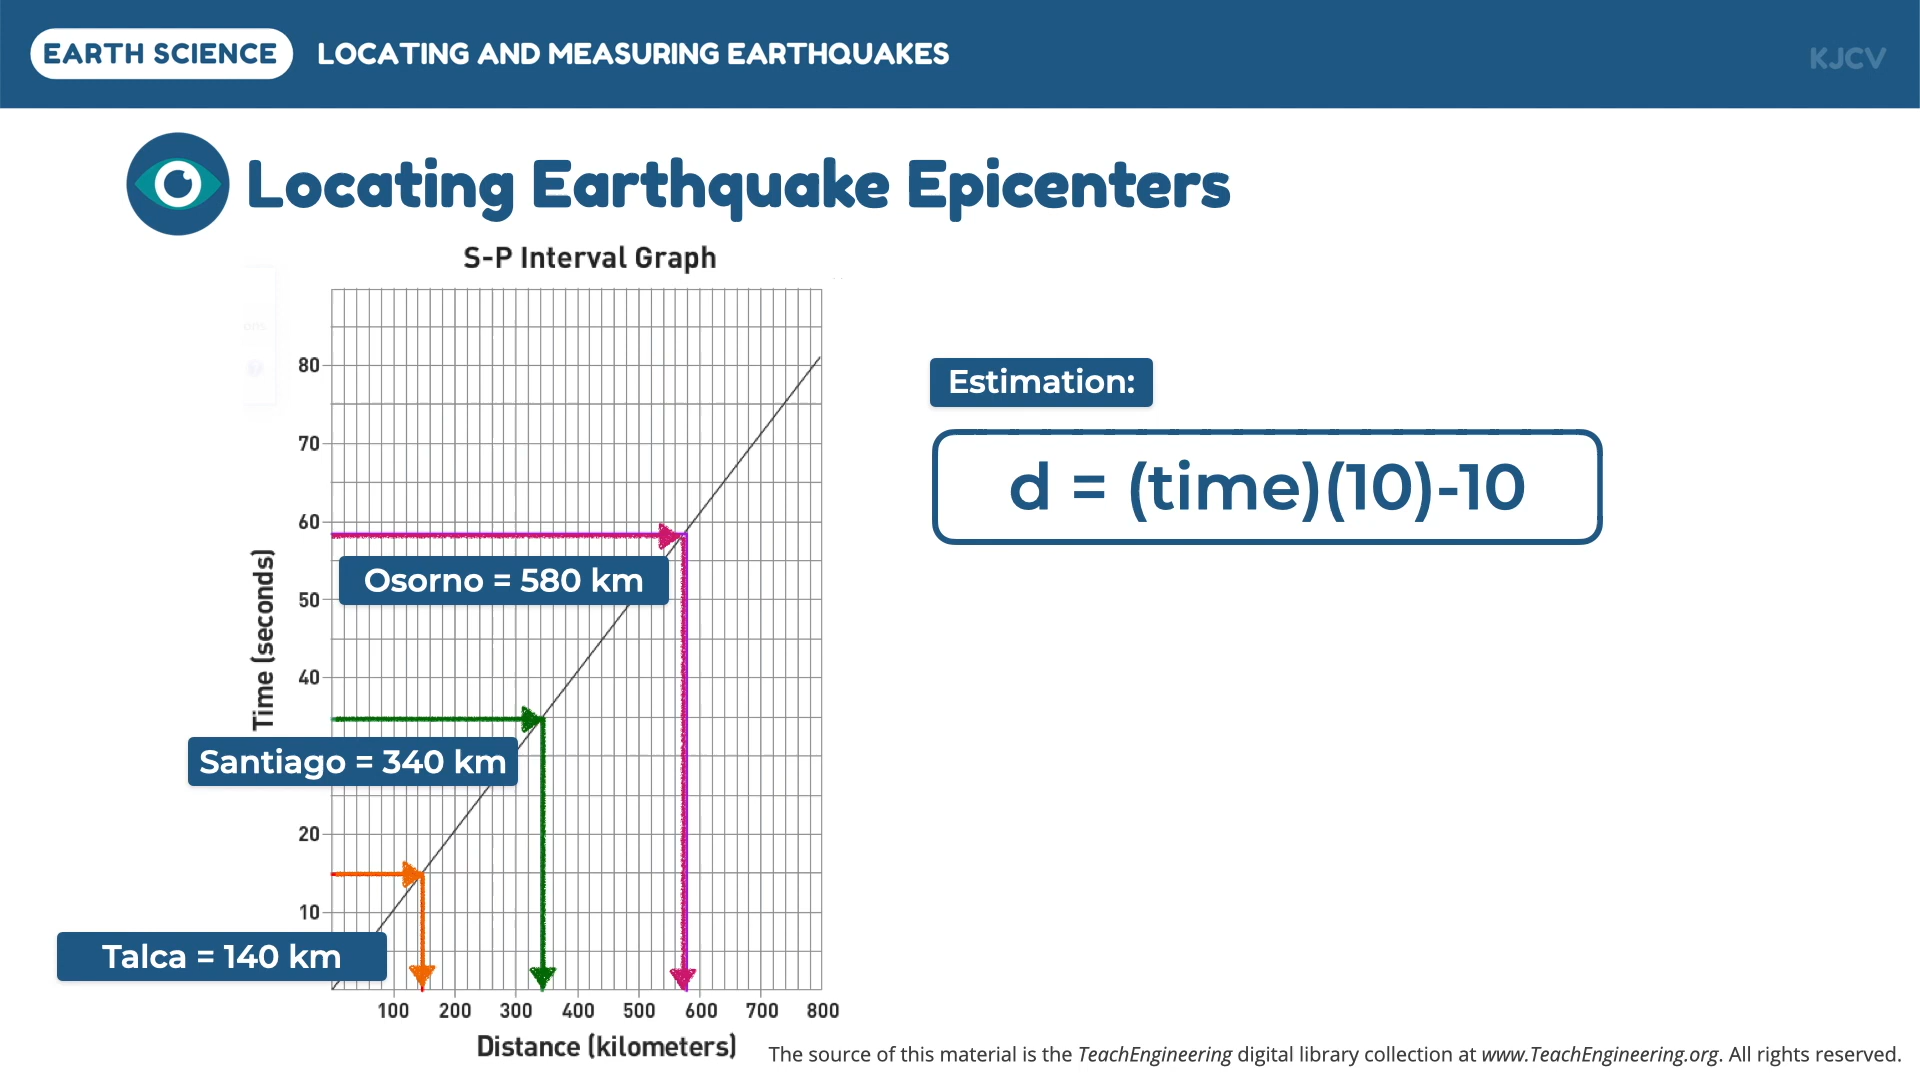 EARTH SCIENCE
LOCATING AND MEASURING EARTHQUAKES
KJCV
Locating Earthquake Epicenters
S-P Interval Graph
Time (seconds)
80
70
60
50
40
20
10
Osorno = 580 km
Santiago = 340 km
Talca = 140 km
100 200 300 400 500 600 700 800
Distance (kilometers)
Estimation:
d = (time)(10)-10
The source of this material is the TeachEngineering digital library collection at www.TeachEngineering.org. All rights reserved.